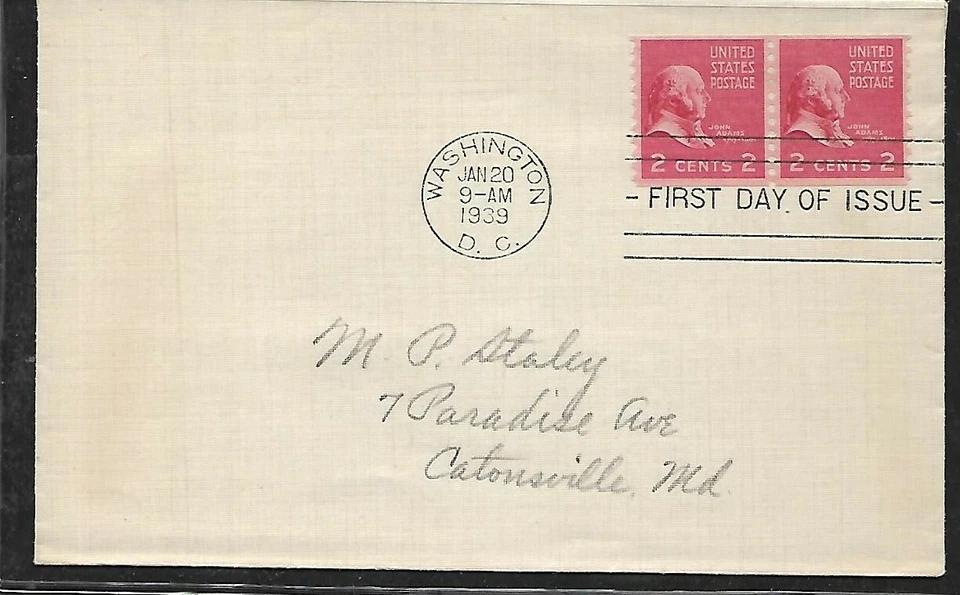 UNITED STATES POSTAGE
JOHN ADAMS
2 CENTS 2
UNITED STATES POSTAGE
JOHN ADAMS
2 CENTS 2
WASHINGTON
JAN 20
9-AM
1939
D. C.
- FIRST DAY OF ISSUE -
M P. Staley
7 Paradise Ave
Catonsville, Md.